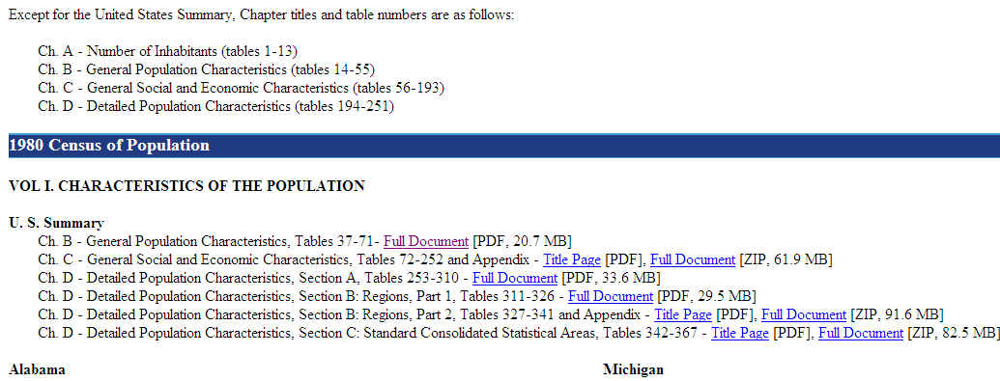 Except for the United States Summary, Chapter titles and table numbers are as follows:
Ch. A - Number of Inhabitants (tables 1-13)
Ch. B - General Population Characteristics (tables 14-55)
Ch. C - General Social and Economic Characteristics (tables 56-193)
Ch. D - Detailed Population Characteristics (tables 194-251)
1980 Census of Population
VOL I. CHARACTERISTICS OF THE POPULATION
U. S. Summary
Ch. B - General Population Characteristics, Tables 37-71- Full Document [PDF, 20.7 MB]
Ch. C - General Social and Economic Characteristics, Tables 72-252 and Appendix - Title Page [PDF], Full Document [ZIP, 61.9 MB]
Ch. D - Detailed Population Characteristics, Section A, Tables 253-310 - Full Document [PDF, 33.6 MB]
Ch. D - Detailed Population Characteristics, Section B: Regions, Part 1, Tables 311-326 - Full Document [PDF, 29.5 MB]
Ch. D - Detailed Population Characteristics, Section B: Regions, Part 2, Tables 327-341 and Appendix - Title Page [PDF], Full Document [ZIP, 91.6 MB]
Ch. D - Detailed Population Characteristics, Section C: Standard Consolidated Statistical Areas, Tables 342-367 - Title Page [PDF], Full Document [ZIP, 82.5 MB]
Alabama Michigan